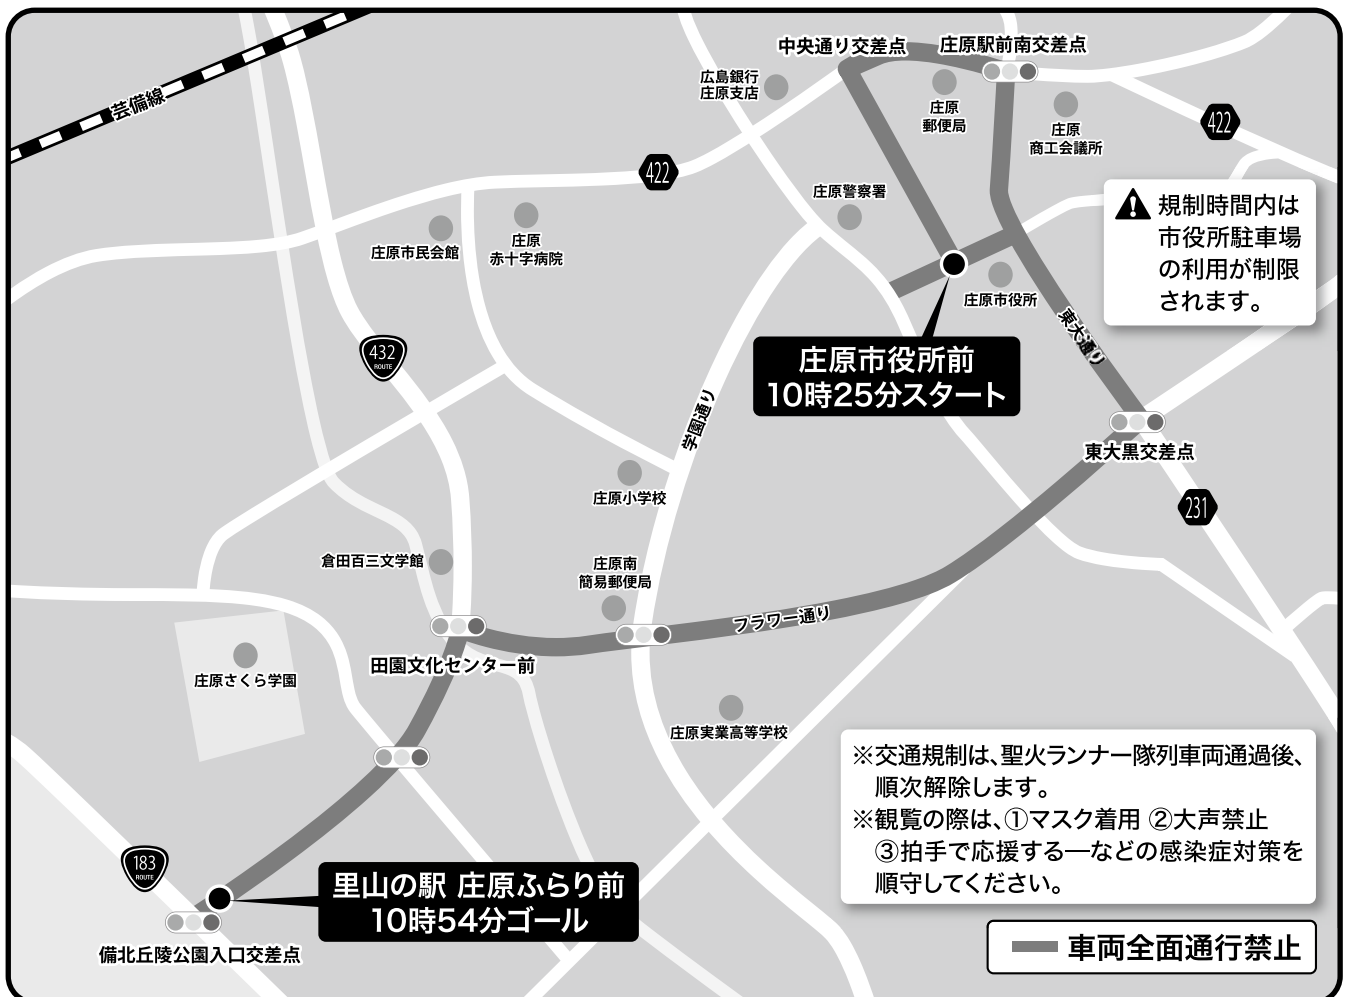 中央通り交差点
庄原駅前南交差点
広島銀行
庄原支店
庄原
郵便局
庄原
商工会議所
422
芸備線
422
庄原警察署
規制時間内は
市役所駐車場
の利用が制限
されます。
庄原市民会館
庄原
赤十字病院
庄原市役所
東大通り
432
ROUTE
庄原市役所前
10時25分スタート
学園通り
東大黒交差点
庄原小学校
231
倉田百三文学館
庄原南
簡易郵便局
フラワー通り
田園文化センター前
庄原さくら学園
庄原実業高等学校
※交通規制は、聖火ランナー隊列車両通過後、
順次解除します。
※観覧の際は、①マスク着用 ②大声禁止
③拍手で応援する―などの感染症対策を
順守してください。
183
ROUTE
里山の駅 庄原ふらり前
10時54分ゴール
備北丘陵公園入口交差点
車両全面通行禁止